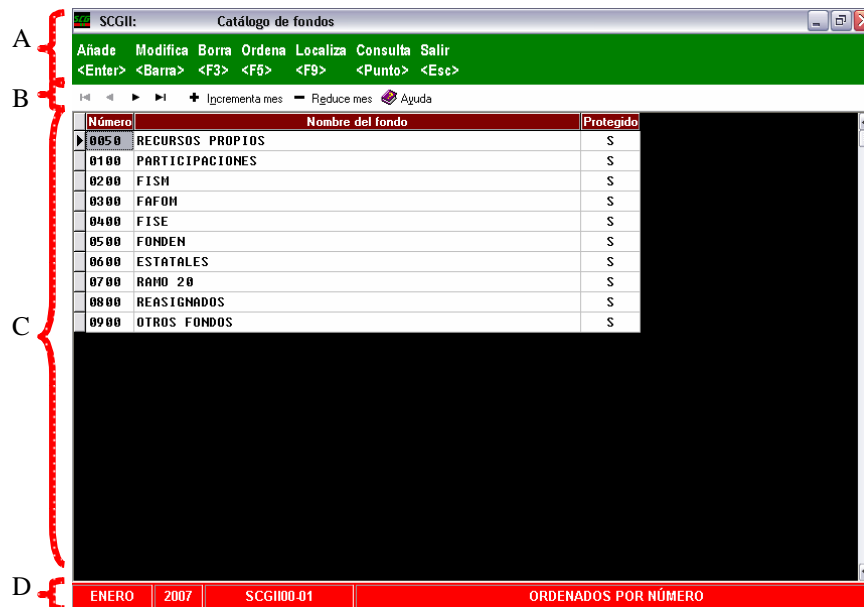 SCG SCGII: Catálogo de fondos
A
Añade Modifica Borra Ordena Localiza Consulta Salir
<Enter> <Barra> <F3> <F5> <F9> <Punto> <Esc>
B
Incrementa mes Reduce mes Ayuda
Número Nombre del fondo Protegido
0050 RECURSOS PROPIOS S
0100 PARTICIPACIONES S
0200 FISM S
0300 FAFOM S
0400 FISE S
0500 FONDEN S
0600 ESTATALES S
0700 RAMO 20 S
0800 REASIGNADOS S
0900 OTROS FONDOS S
C
D
ENERO 2007 SCGII00-01 ORDENADOS POR NÚMERO